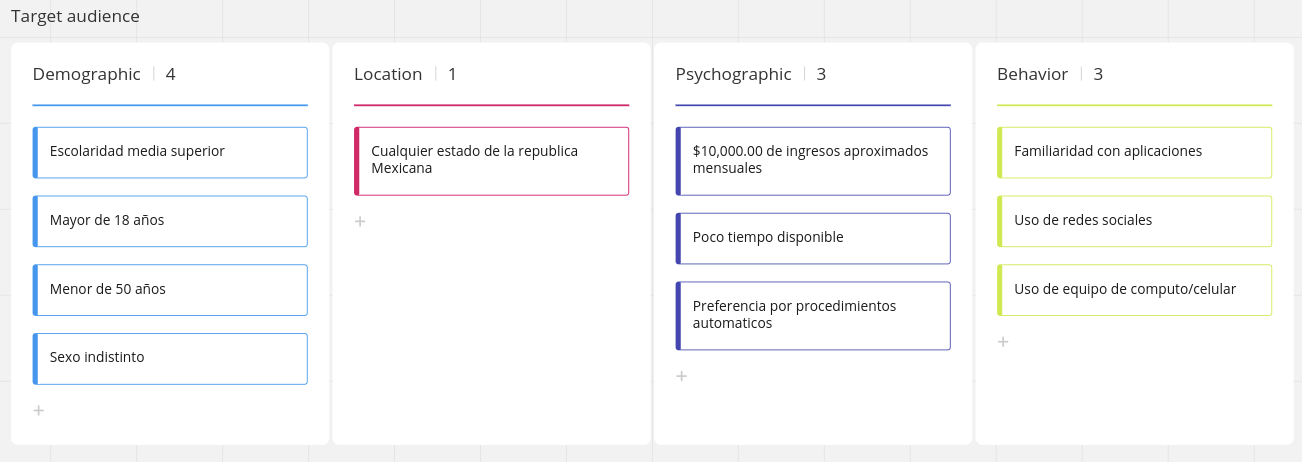 Target audience
Demographic 4
Escolaridad media superior
Mayor de 18 años
Menor de 50 años
Sexo indistinto
+
Location 1
Cualquier estado de la republica
Mexicana
+
Psychographic 3
$10,000.00 de ingresos aproximados
mensuales
Poco tiempo disponible
Preferencia por procedimientos
automaticos
+
Behavior 3
Familiaridad con aplicaciones
Uso de redes sociales
Uso de equipo de computo/celular
+